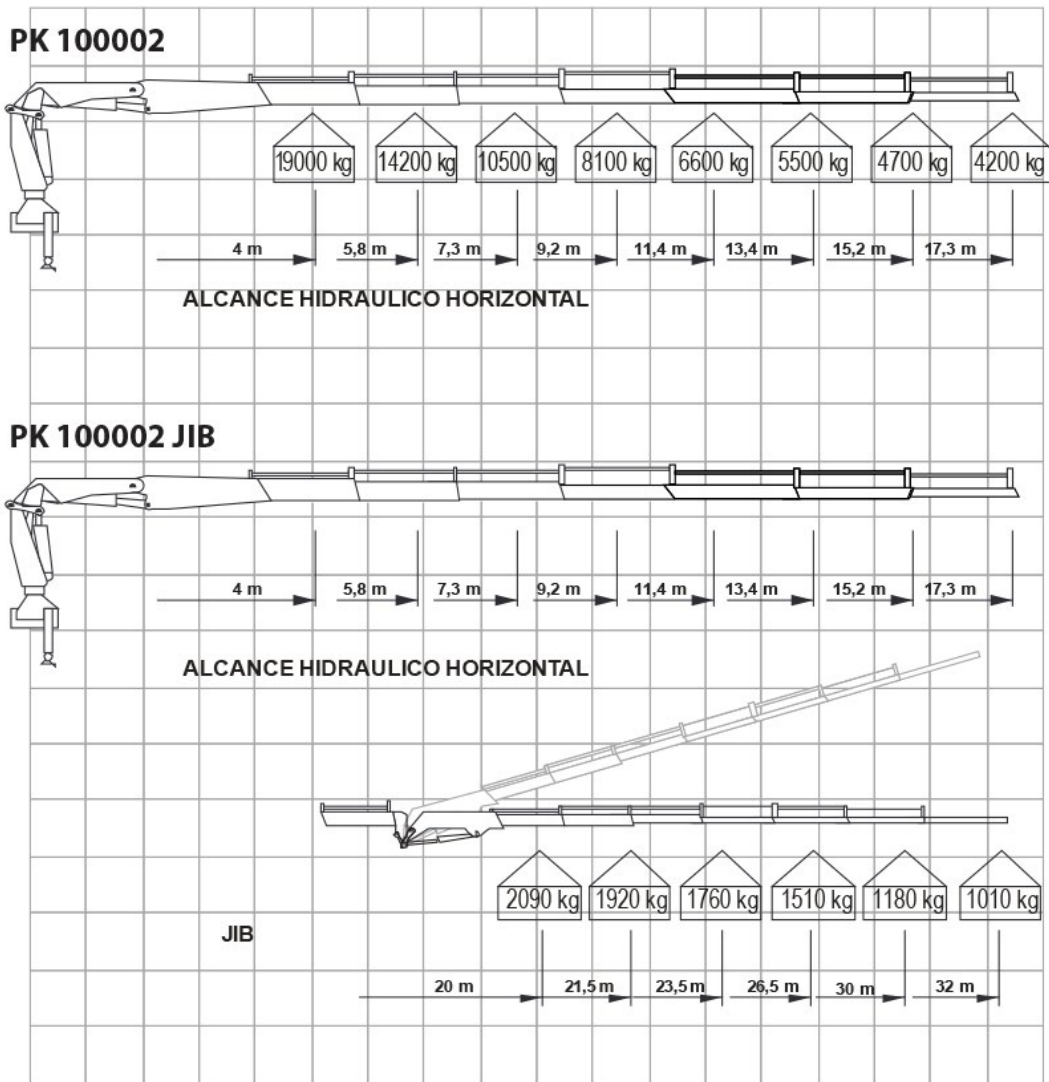 PK 100002
19000 kg 14200 kg 10500 kg 8100 kg 6600 kg 5500 kg 4700 kg 4200 kg
4 m 5,8 m 7,3 m 9,2 m 11,4 m 13,4 m 15,2 m 17,3 m
ALCANCE HIDRAULICO HORIZONTAL
PK 100002 JIB
4 m 5,8 m 7,3 m 9,2 m 11,4 m 13,4 m 15,2 m 17,3 m
ALCANCE HIDRAULICO HORIZONTAL
2090 kg 1920 kg 1760 kg 1510 kg 1180 kg 1010 kg
JIB
20 m 21,5 m 23,5 m 26,5 m 30 m 32 m